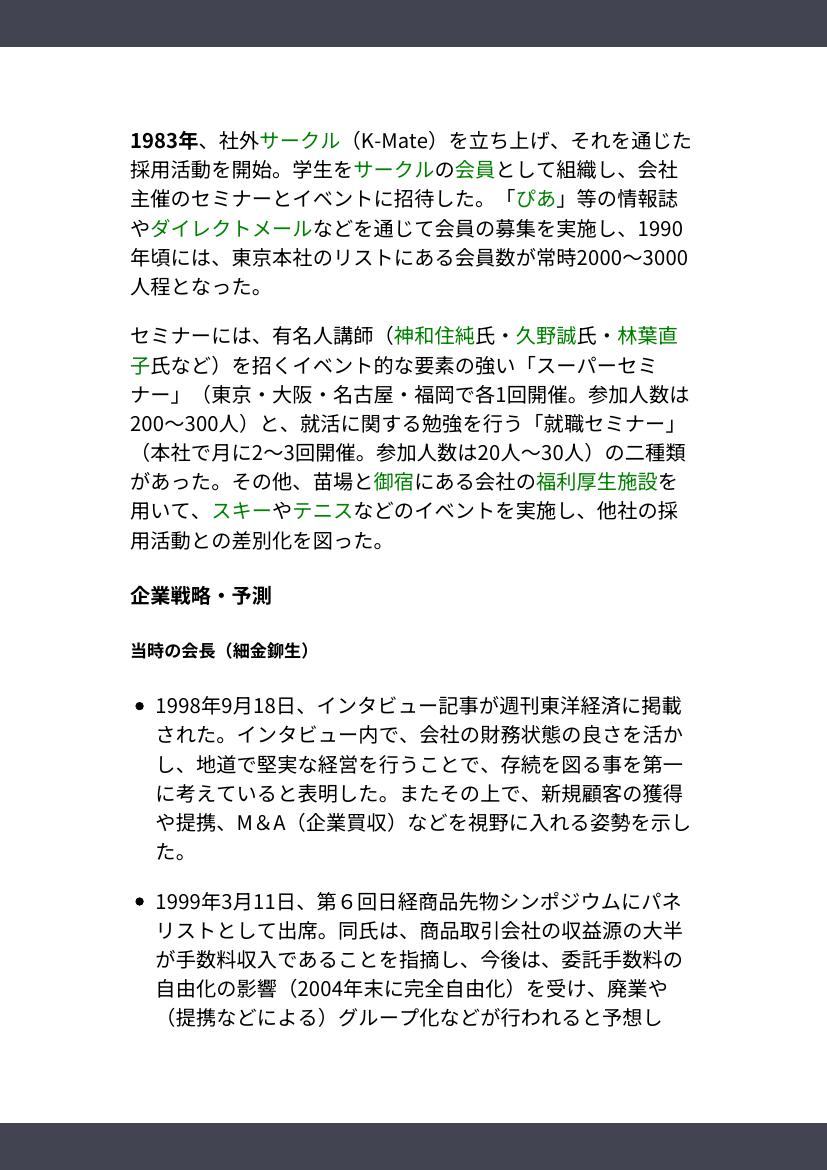 1983年、社外サークル（K-Mate）を立ち上げ、それを通じた
採用活動を開始。学生をサークルの会員として組織し、会社
主催のセミナーとイベントに招待した。「ぴあ」等の情報誌
やダイレクトメールなどを通じて会員の募集を実施し、1990
年頃には、東京本社のリストにある会員数が常時2000〜3000
人程となった。
セミナーには、有名人講師（神和住純氏・久野誠氏・林葉直
子氏など）を招くイベント的な要素の強い「スーパーセミ
ナー」（東京・大阪・名古屋・福岡で各1回開催。参加人数は
200〜300人）と、就活に関する勉強を行う「就職セミナー」
（本社で月に2〜3回開催。参加人数は20人〜30人）の二種類
があった。その他、苗場と御宿にある会社の福利厚生施設を
用いて、スキーやテニスなどのイベントを実施し、他社の採
用活動との差別化を図った。
企業戦略・予測
当時の会長（細金鉚生）
• 1998年9月18日、インタビュー記事が週刊東洋経済に掲載
された。インタビュー内で、会社の財務状態の良さを活か
し、地道で堅実な経営を行うことで、存続を図る事を第一
に考えていると表明した。またその上で、新規顧客の獲得
や提携、M＆A（企業買収）などを視野に入れる姿勢を示し
た。
• 1999年3月11日、第６回日経商品先物シンポジウムにパネ
リストとして出席。同氏は、商品取引会社の収益源の大半
が手数料収入であることを指摘し、今後は、委託手数料の
自由化の影響（2004年末に完全自由化）を受け、廃業や
（提携などによる）グループ化などが行われると予想し